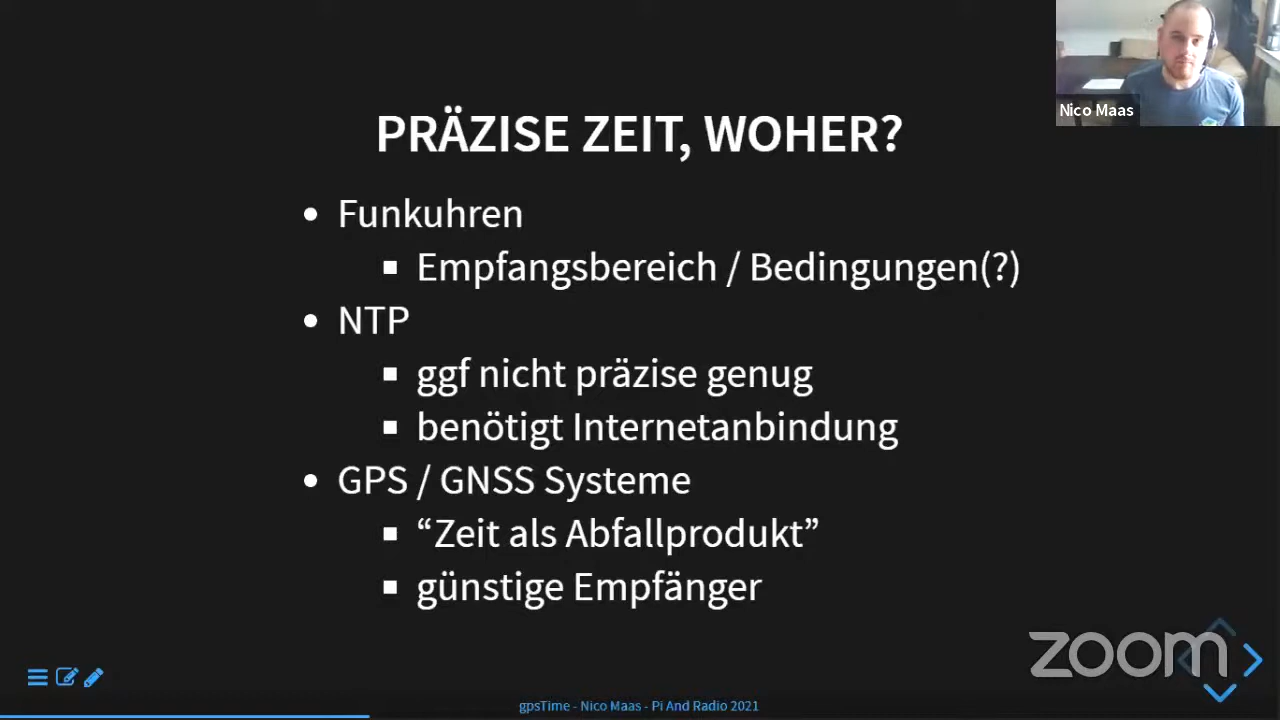 Nico Maas
PRÄZISE ZEIT, WOHER?
Funkuhren
Empfangsbereich / Bedingungen(?)
NTP
ggf nicht präzise genug
benötigt Internetanbindung
GPS / GNSS Systeme
“Zeit als Abfallprodukt”
günstige Empfänger
zoom
gpsTime - Nico Maas - Pi And Radio 2021